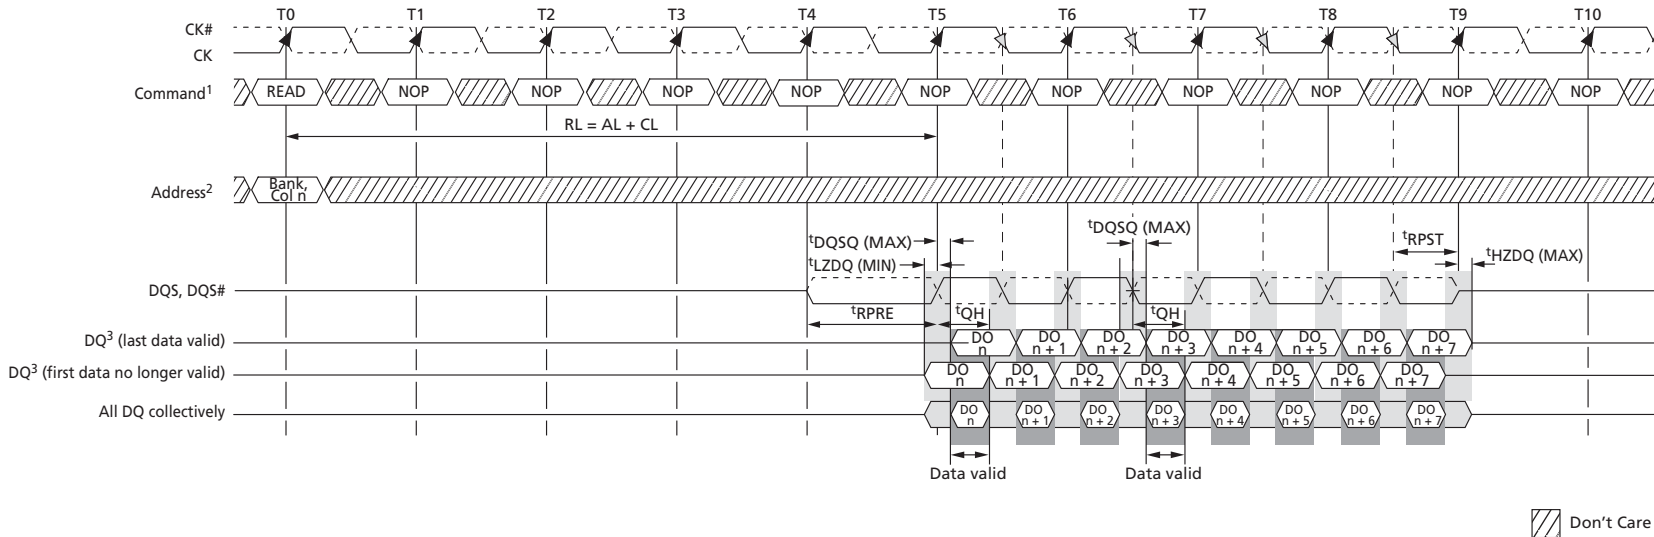 T0 T1 T2 T3 T4 T5 T6 T7 T8 T9 T10
CK#
CK
Command1 READ NOP NOP NOP NOP NOP NOP NOP NOP NOP NOP
RL = AL + CL
Address2 Bank,
Col n
tDQSQ (MAX) tDQSQ (MAX)
tRPST
tLZDQ (MIN) tHZDQ (MAX)
DQS, DQS#
tRPRE tQH tQH
DQ3 (last data valid) DO DO DO DO DO DO DO DO
n n + 1 n + 2 n + 3 n + 4 n + 5 n + 6 n + 7
DQ3 (first data no longer valid) DO DO DO DO DO DO DO DO
n n + 1 n + 2 n + 3 n + 4 n + 5 n + 6 n + 7
All DQ collectively DO DO DO DO DO DO DO DO
n n + 1 n + 2 n + 3 n + 4 n + 5 n + 6 n + 7
Data valid Data valid
Don't Care